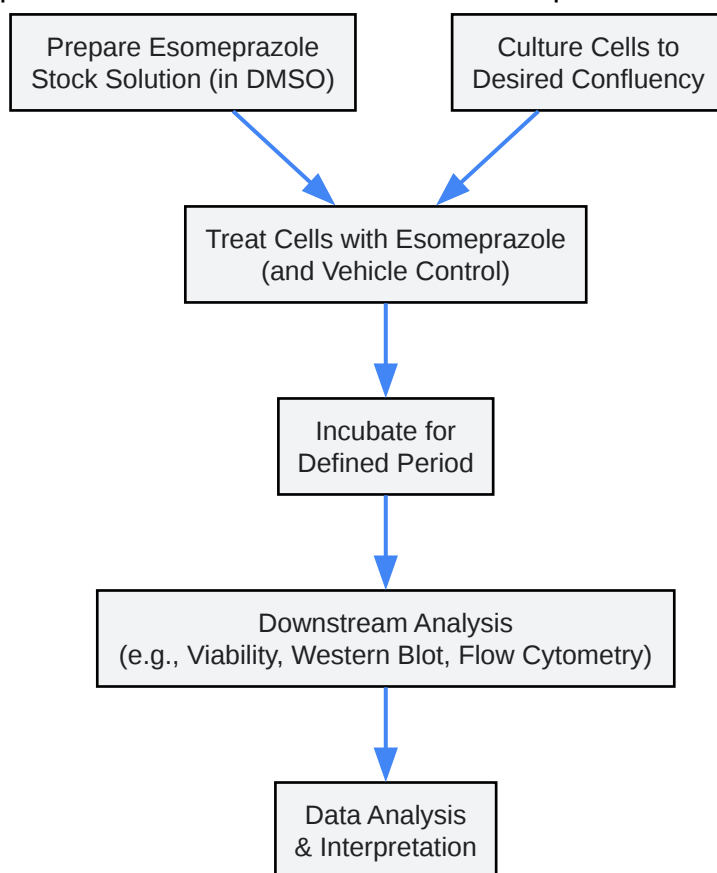 Prepare Esomeprazole
Stock Solution (in DMSO)
Culture Cells to
Desired Confluency
Treat Cells with Esomeprazole
(and Vehicle Control)
Incubate for
Defined Period
Downstream Analysis
(e.g., Viability, Western Blot, Flow Cytometry)
Data Analysis
& Interpretation